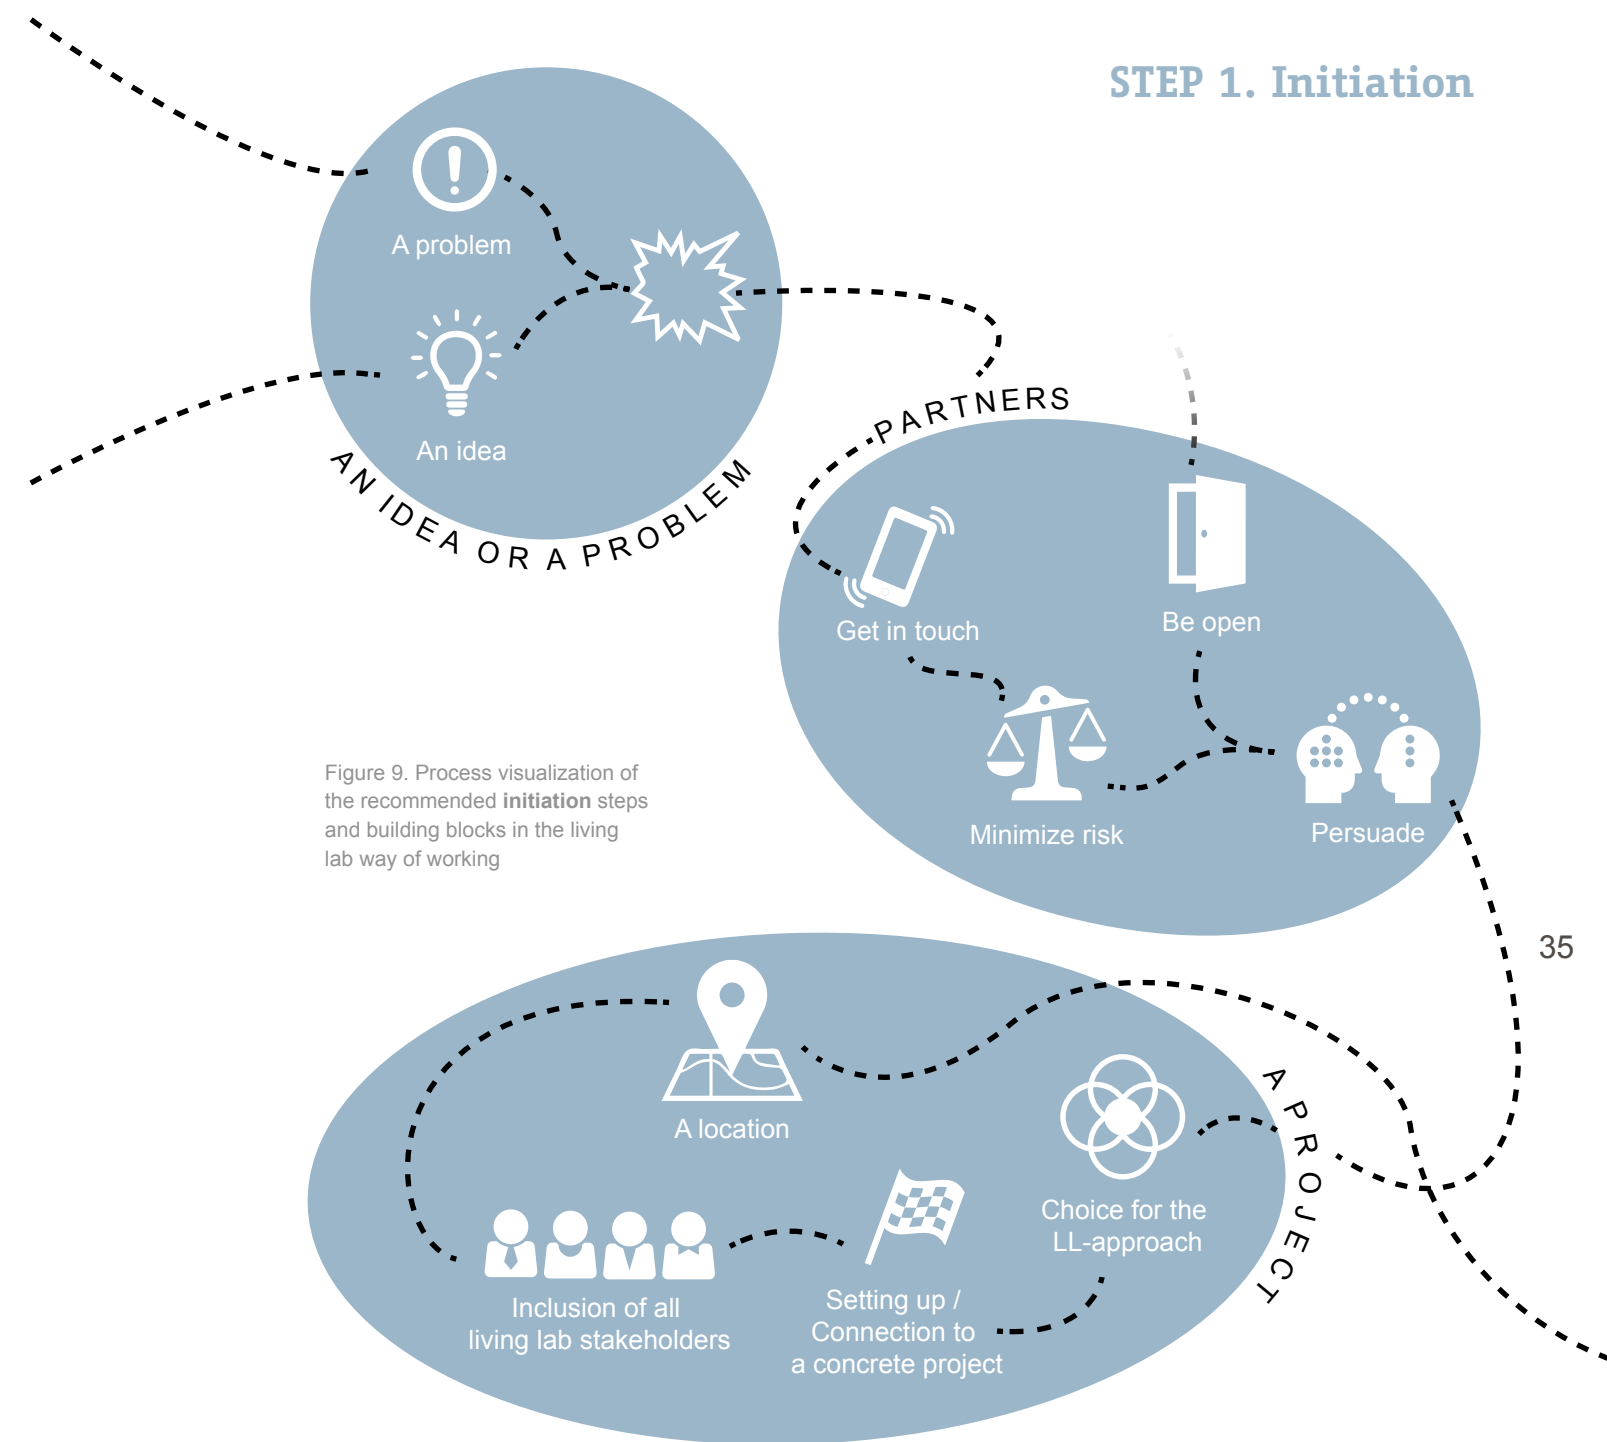 STEP 1. Initiation
A problem
An idea
AN IDEA OR A PROBLEM
PARTNERS
Get in touch
Be open
Minimize risk
Persuade
Figure 9. Process visualization of
the recommended initiation steps
and building blocks in the living
lab way of working
35
A PROJECT
A location
Choice for the
LL-approach
Setting up /
Connection to
a concrete project
Inclusion of all
living lab stakeholders